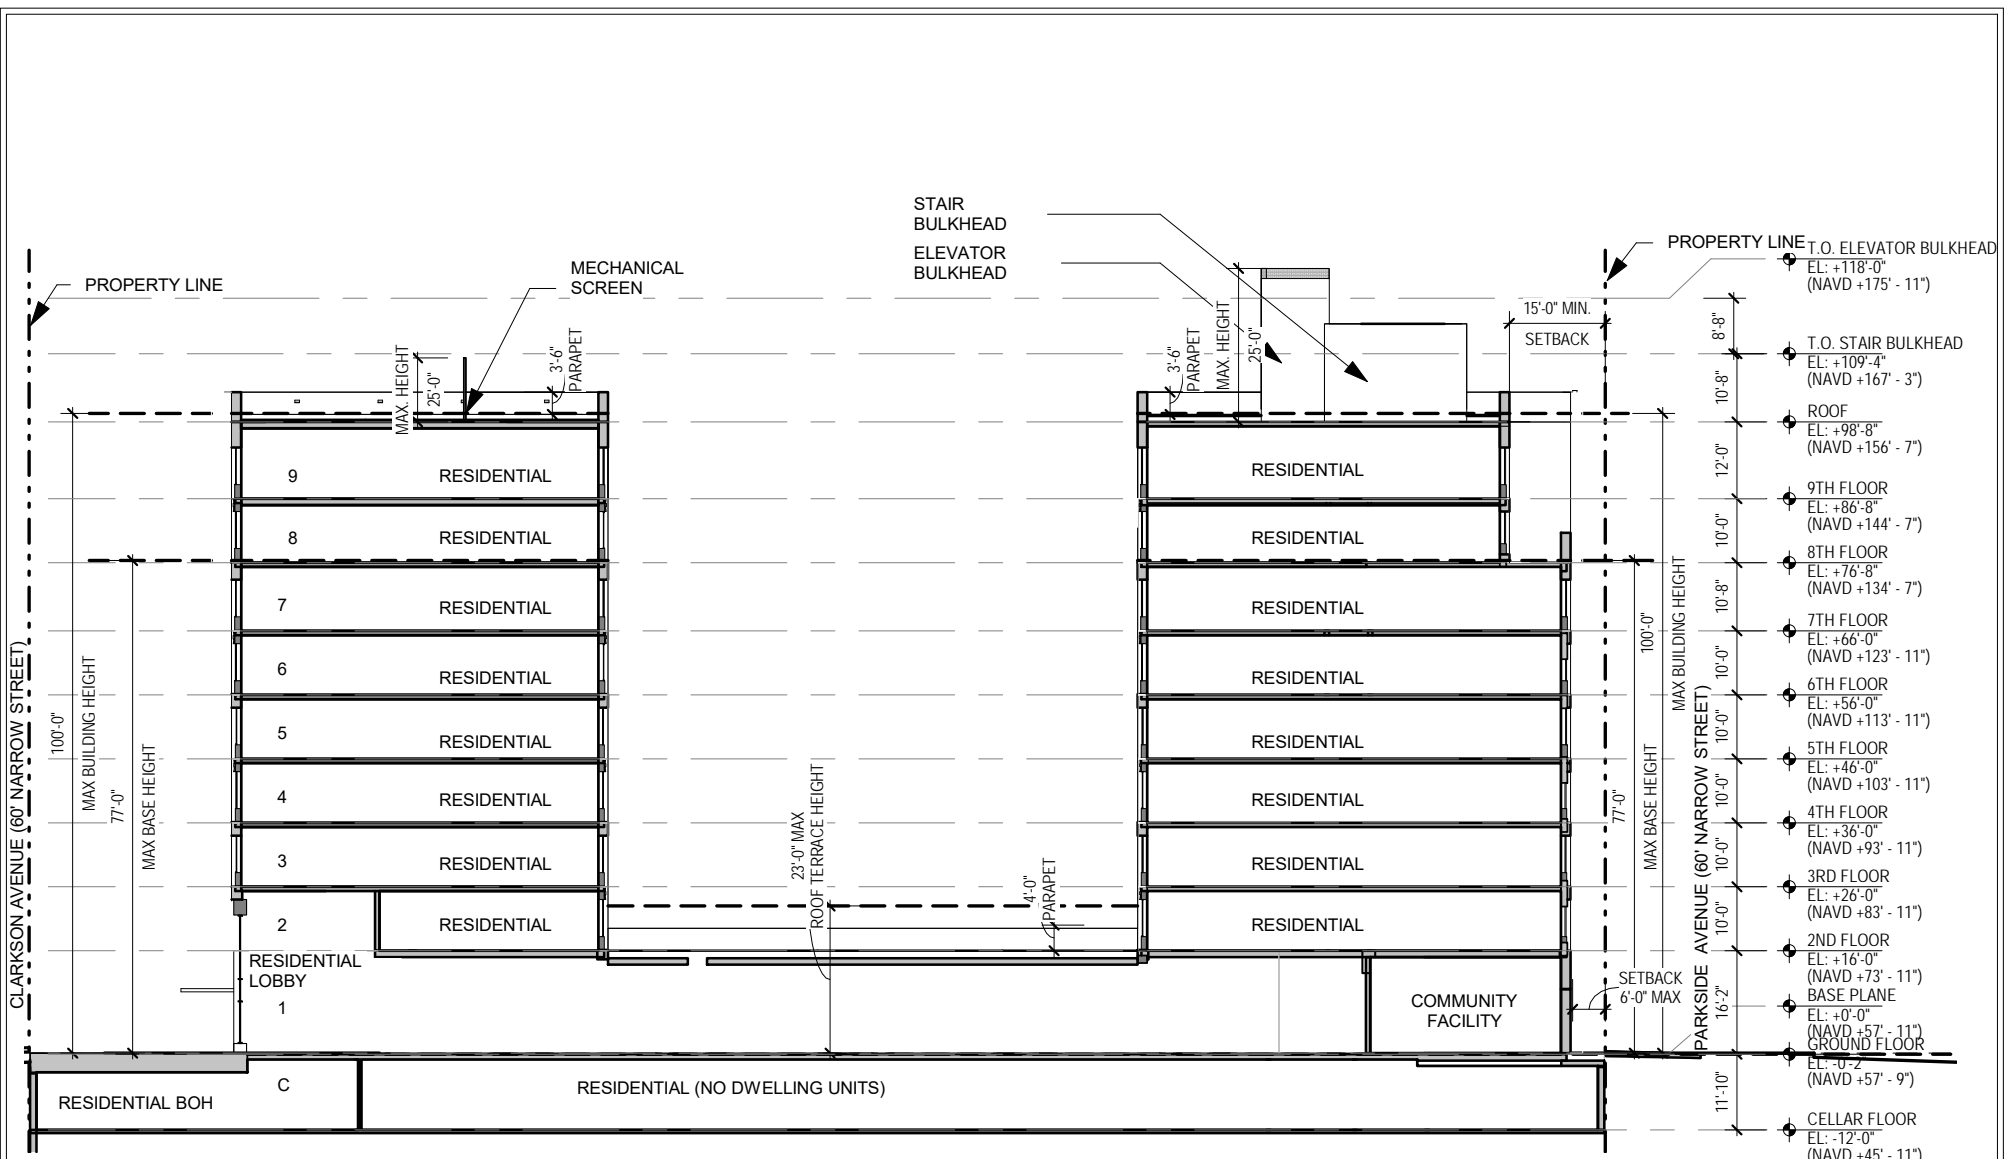 STAIR
BULKHEAD
ELEVATOR
BULKHEAD
PROPERTY LINE
MECHANICAL
SCREEN
PROPERTY LINE
T.O. ELEVATOR BULKHEAD
EL: +118'-0"
(NAVD +175' - 11")
15'-0" MIN.
SETBACK
8'-8"
T.O. STAIR BULKHEAD
EL: +109'-4"
(NAVD +167' - 3")
MAX. HEIGHT
25'-0"
3'-6"
PARAPET
3'-6"
PARAPET
MAX. HEIGHT
25'-0"
10'-8"
ROOF
EL: +98'-8"
(NAVD +156' - 7")
12'-0"
9
RESIDENTIAL
RESIDENTIAL
9TH FLOOR
EL: +86'-8"
(NAVD +144' - 7")
10'-0"
8
RESIDENTIAL
RESIDENTIAL
8TH FLOOR
EL: +76'-8"
(NAVD +134' - 7")
10'-8"
7
RESIDENTIAL
RESIDENTIAL
7TH FLOOR
EL: +66'-0"
(NAVD +123' - 11")
10'-0"
6
RESIDENTIAL
RESIDENTIAL
6TH FLOOR
EL: +56'-0"
(NAVD +113' - 11")
10'-0"
5
RESIDENTIAL
RESIDENTIAL
5TH FLOOR
EL: +46'-0"
(NAVD +103' - 11")
10'-0"
4
RESIDENTIAL
RESIDENTIAL
4TH FLOOR
EL: +36'-0"
(NAVD +93' - 11")
10'-0"
3
RESIDENTIAL
RESIDENTIAL
3RD FLOOR
EL: +26'-0"
(NAVD +83' - 11")
10'-0"
2
RESIDENTIAL
RESIDENTIAL
2ND FLOOR
EL: +16'-0"
(NAVD +73' - 11")
CLARKSON AVENUE (60' NARROW STREET)
100'-0"
MAX BUILDING HEIGHT
77'-0"
MAX BASE HEIGHT
23'-0" MAX
ROOF TERRACE HEIGHT
4'-0"
PARAPET
77'-0"
MAX BASE HEIGHT
100'-0"
MAX BUILDING HEIGHT
PARKSIDE AVENUE (60' NARROW STREET)
RESIDENTIAL
LOBBY
1
COMMUNITY
FACILITY
SETBACK
6'-0" MAX
16'-2"
BASE PLANE
EL: +0'-0"
(NAVD +57' - 11")
GROUND FLOOR
EL: -0'-2"
(NAVD +57' - 9")
11'-10"
C
RESIDENTIAL BOH
RESIDENTIAL (NO DWELLING UNITS)
CELLAR FLOOR
EL: -12'-0"
(NAVD +45' - 11")